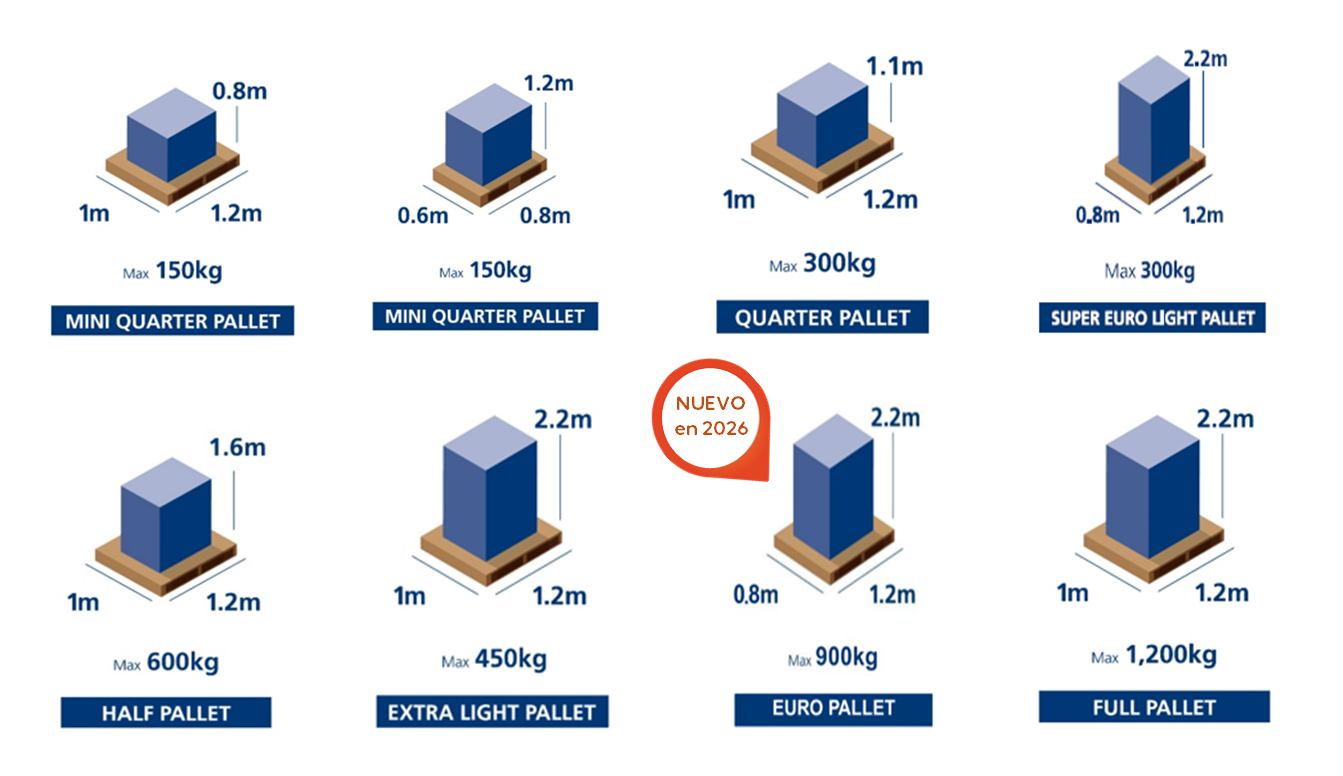 0.8m
1m
1.2m
Max 150kg
MINI QUARTER PALLET
1.2m
0.6m
0.8m
Max 150kg
MINI QUARTER PALLET
1.1m
1m
1.2m
Max 300kg
QUARTER PALLET
2.2m
0.8m
1.2m
Max 300kg
SUPER EURO LIGHT PALLET
1.6m
1m
1.2m
Max 600kg
HALF PALLET
2.2m
1m
1.2m
Max 450kg
EXTRA LIGHT PALLET
NUEVO
en 2026
2.2m
0.8m
1.2m
Max 900kg
EURO PALLET
2.2m
1m
1.2m
Max 1,200kg
FULL PALLET